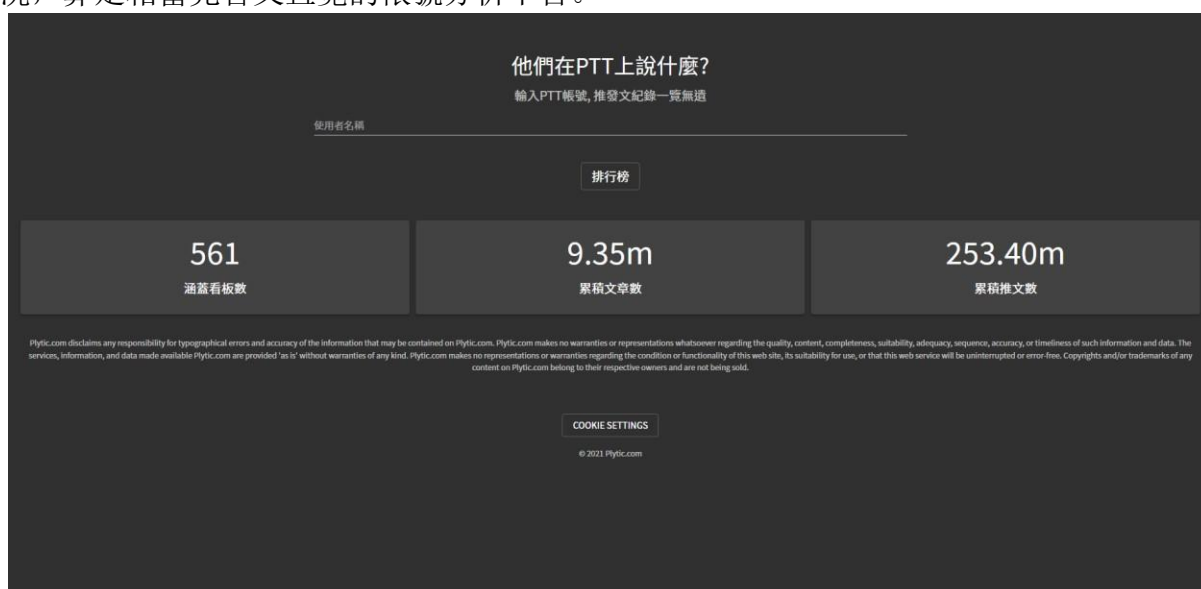 他們在PTT上說什麼?
輸入PTT帳號, 推發文紀錄一覽無遺
使用者名稱
排行榜
561
涵蓋看板數
9.35m
累積文章數
253.40m
累積推文數
Plytic.com disclaims any responsibility for typographical errors and accuracy of the information that may be contained on Plytic.com. Plytic.com makes no warranties or representations whatsoever regarding the quality, content, completeness, suitability, adequacy, sequence, accuracy, or timeliness of such information and data. The
services, information, and data made available Plytic.com are provided 'as is' without warranties of any kind. Plytic.com makes no representations or warranties regarding the condition or functionality of this web site, its suitability for use, or that this web service will be uninterrupted or error-free. Copyrights and/or trademarks of any
content on Plytic.com belong to their respective owners and are not being sold.
COOKIE SETTINGS
© 2021 Plytic.com